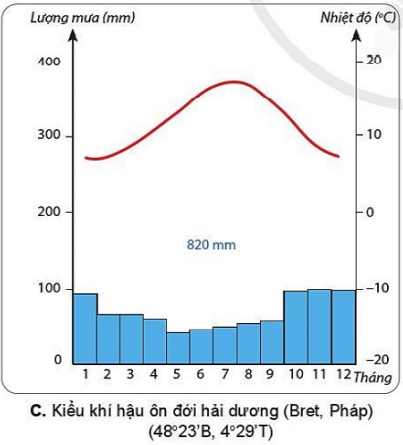 Lượng mưa (mm) Nhiệt độ (°C)
400 20
300 10
200 0
820 mm
100 –10
0 –20
1 2 3 4 5 6 7 8 9 10 11 12 Tháng
C. Kiểu khí hậu ôn đới hải dương (Bret, Pháp)
(48°23’B, 4°29’T)